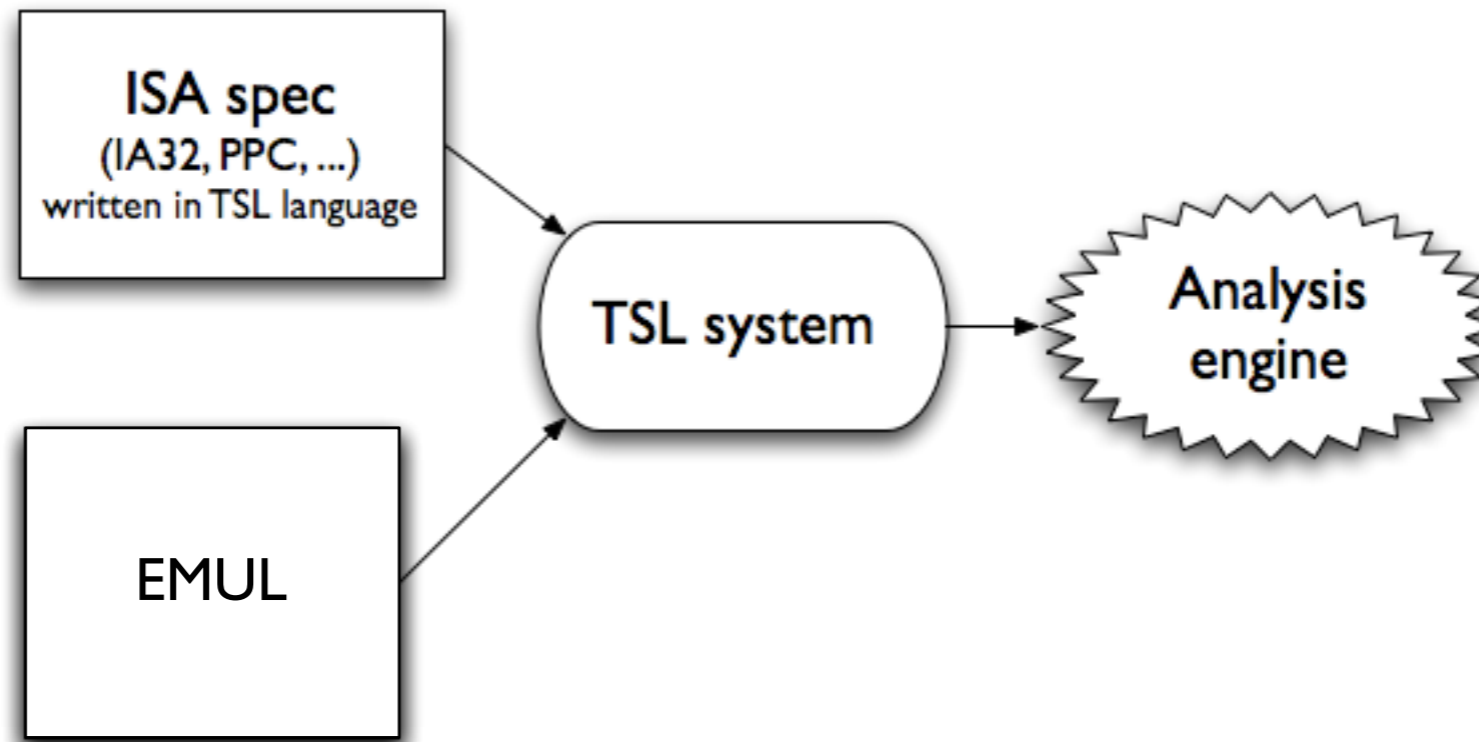 ISA spec
(IA32, PPC, ...)
written in TSL language
TSL system
Analysis
engine
EMUL